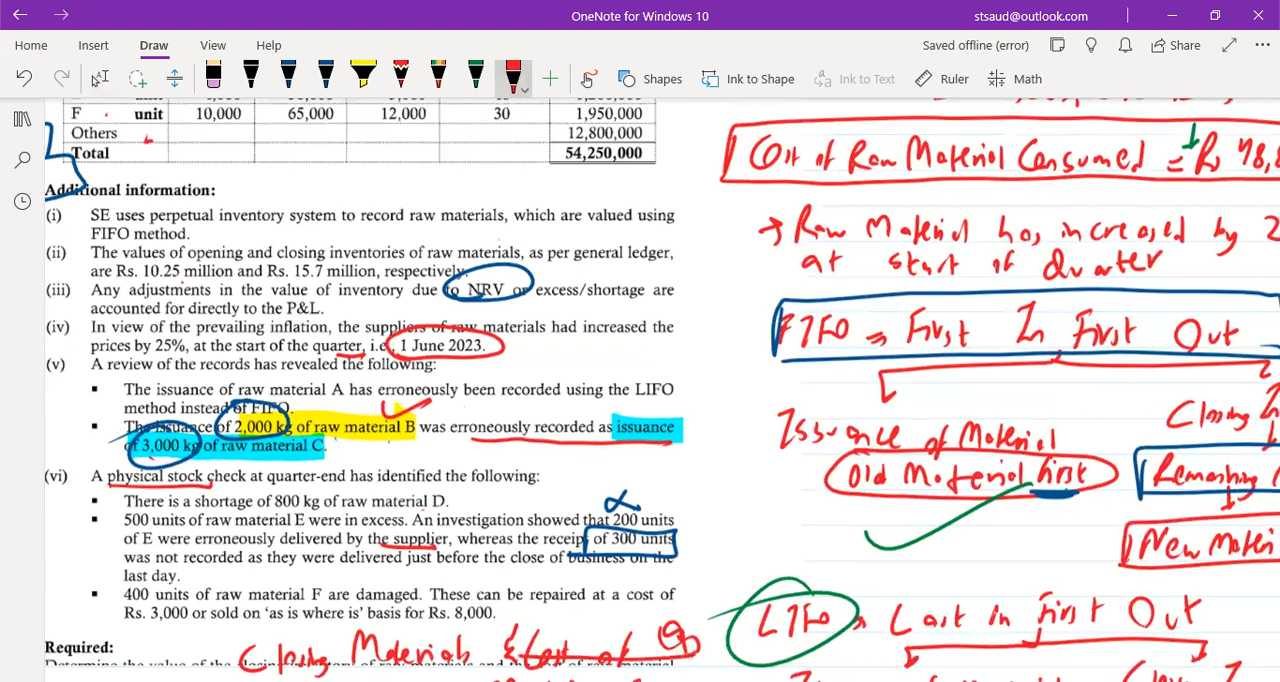 OneNote for Windows 10
stsaud@outlook.com
Home Insert Draw View Help
Saved offline (error) Share
Shapes Ink to Shape Ink to Text Ruler Math
F unit 10,000 65,000 12,000 30 1,950,000
Others 12,800,000
Total 54,250,000
Additional information:
(i) SE uses perpetual inventory system to record raw materials, which are valued using
FIFO method.
(ii) The values of opening and closing inventories of raw materials, as per general ledger,
are Rs. 10.25 million and Rs. 15.7 million, respectively.
(iii) Any adjustments in the value of inventory due to NRV or excess/shortage are
accounted for directly to the P&L.
(iv) In view of the prevailing inflation, the suppliers of raw materials had increased the
prices by 25%, at the start of the quarter, i.e. 1 June 2023.
(v) A review of the records has revealed the following:
▪ The issuance of raw material A has erroneously been recorded using the LIFO
method instead of FIFO.
▪ The issuance of 2,000 kg of raw material B was erroneously recorded as issuance
of 3,000 kg of raw material C.
(vi) A physical stock check at quarter-end has identified the following:
▪ There is a shortage of 800 kg of raw material D.
▪ 500 units of raw material E were in excess. An investigation showed that 200 units
of E were erroneously delivered by the supplier, whereas the receipt of 300 units
was not recorded as they were delivered just before the close of business on the
last day.
▪ 400 units of raw material F are damaged. These can be repaired at a cost of
Rs. 3,000 or sold on 'as is where is' basis for Rs. 8,000.
Required:
Closing Materials & Cost of
Cost of Raw Material Consumed = Rs 48,8
→ Raw Material has increased by 2
at start of Quarter
FIFO ⇒ First In First Out
Issuance of Material
Old Material first
Closing
Remaining
New Materi
LIFO Last In First Out